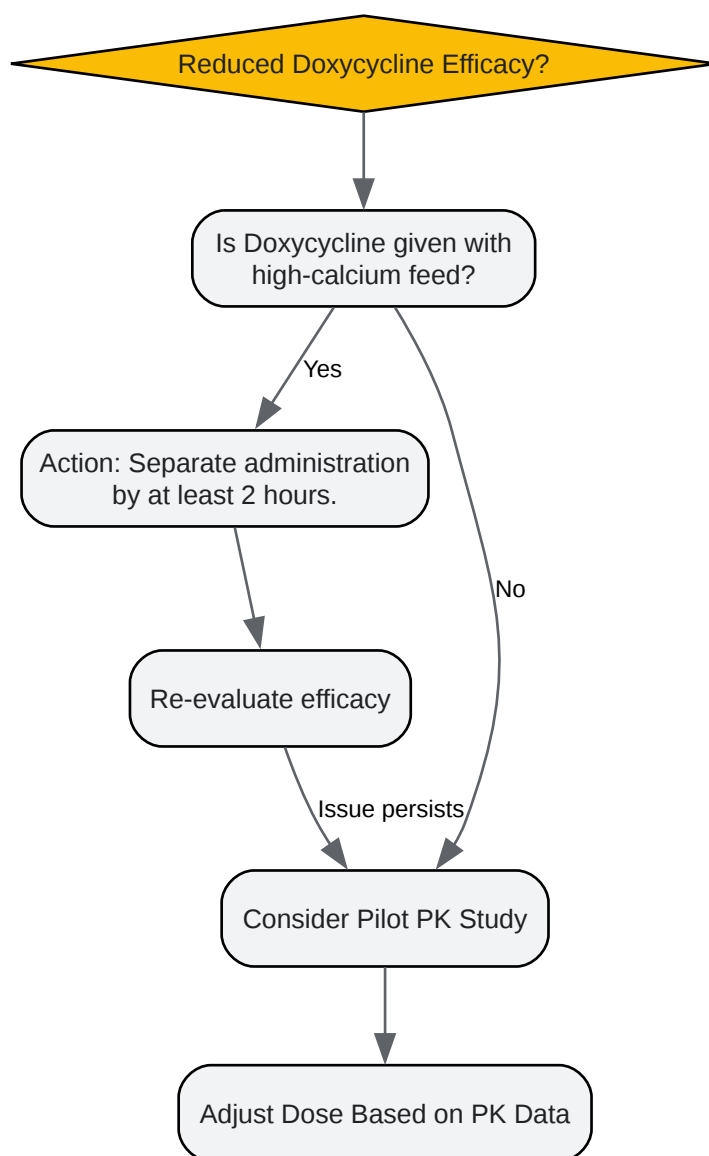 Reduced Doxycycline Efficacy?
Is Doxycycline given with
high-calcium feed?
Yes
Action: Separate administration
by at least 2 hours.
No
Re-evaluate efficacy
Issue persists
Consider Pilot PK Study
Adjust Dose Based on PK Data